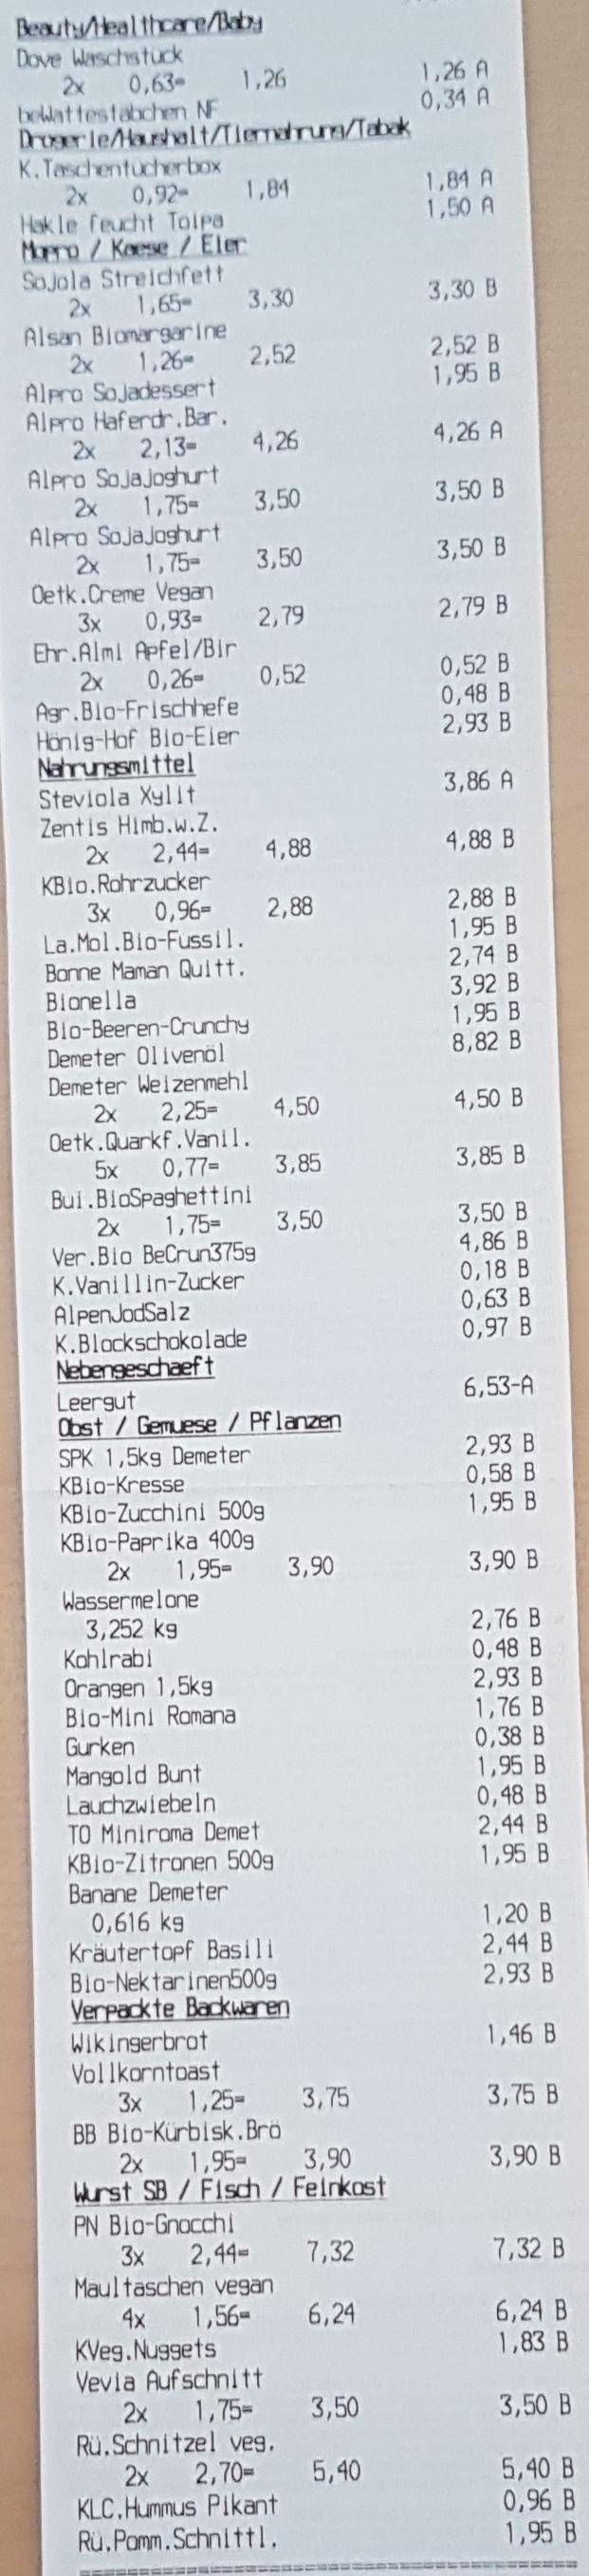 Beauty/Healthcare/Baby
Dove Waschstück
2x 0,63= 1,26 1,26 A
beWattestäbchen NF 0,34 A
Drogerie/Haushalt/Tiernahrung/Tabak
K.Taschentücherbox
2x 0,92= 1,84 1,84 A
Hakle feucht Toipa 1,50 A
Mopro / Kaese / Eier
Sojola Streichfett
2x 1,65= 3,30 3,30 B
Alsan Biomargarine
2x 1,26= 2,52 2,52 B
Alpro Sojadessert 1,95 B
Alpro Haferdr.Bar.
2x 2,13= 4,26 4,26 A
Alpro Sojajoghurt
2x 1,75= 3,50 3,50 B
Alpro Sojajoghurt
2x 1,75= 3,50 3,50 B
Oetk.Creme Vegan
3x 0,93= 2,79 2,79 B
Ehr.Almi Apfel/Bir
2x 0,26= 0,52 0,52 B
Agr.Bio-Frischhefe 0,48 B
Hönig-Hof Bio-Eier 2,93 B
Nahrungsmittel
Steviola Xylit 3,86 A
Zentis Himb.w.Z.
2x 2,44= 4,88 4,88 B
KBio.Rohrzucker
3x 0,96= 2,88 2,88 B
La.Mol.Bio-Fussil. 1,95 B
Bonne Maman Quitt. 2,74 B
Bionella 3,92 B
Bio-Beeren-Crunchy 1,95 B
Demeter Olivenöl 8,82 B
Demeter Weizenmehl
2x 2,25= 4,50 4,50 B
Oetk.Quarkf.Vanil.
5x 0,77= 3,85 3,85 B
Bui.BioSpaghettini
2x 1,75= 3,50 3,50 B
Ver.Bio BeCrun375g 4,86 B
K.Vanillin-Zucker 0,18 B
AlpenJodSalz 0,63 B
K.Blockschokolade 0,97 B
Nebengeschaeft
Leergut 6,53-A
Obst / Gemuese / Pflanzen
SPK 1,5kg Demeter 2,93 B
KBio-Kresse 0,58 B
KBio-Zucchini 500g 1,95 B
KBio-Paprika 400g
2x 1,95= 3,90 3,90 B
Wassermelone
3,252 kg 2,76 B
Kohlrabi 0,48 B
Orangen 1,5kg 2,93 B
Bio-Mini Romana 1,76 B
Gurken 0,38 B
Mangold Bunt 1,95 B
Lauchzwiebeln 0,48 B
TO Miniroma Demet 2,44 B
KBio-Zitronen 500g 1,95 B
Banane Demeter
0,616 kg 1,20 B
Kräutertopf Basili 2,44 B
Bio-Nektarinen500g 2,93 B
Verpackte Backwaren
Wikingerbrot 1,46 B
Vollkorntoast
3x 1,25= 3,75 3,75 B
BB Bio-Kürbisk.Brö
2x 1,95= 3,90 3,90 B
Wurst SB / Fisch / Feinkost
PN Bio-Gnocchi
3x 2,44= 7,32 7,32 B
Maultaschen vegan
4x 1,56= 6,24 6,24 B
KVeg.Nuggets 1,83 B
Vevia Aufschnitt
2x 1,75= 3,50 3,50 B
Rü.Schnitzel veg.
2x 2,70= 5,40 5,40 B
KLC.Hummus Pikant 0,96 B
Rü.Pomm.Schnittl. 1,95 B